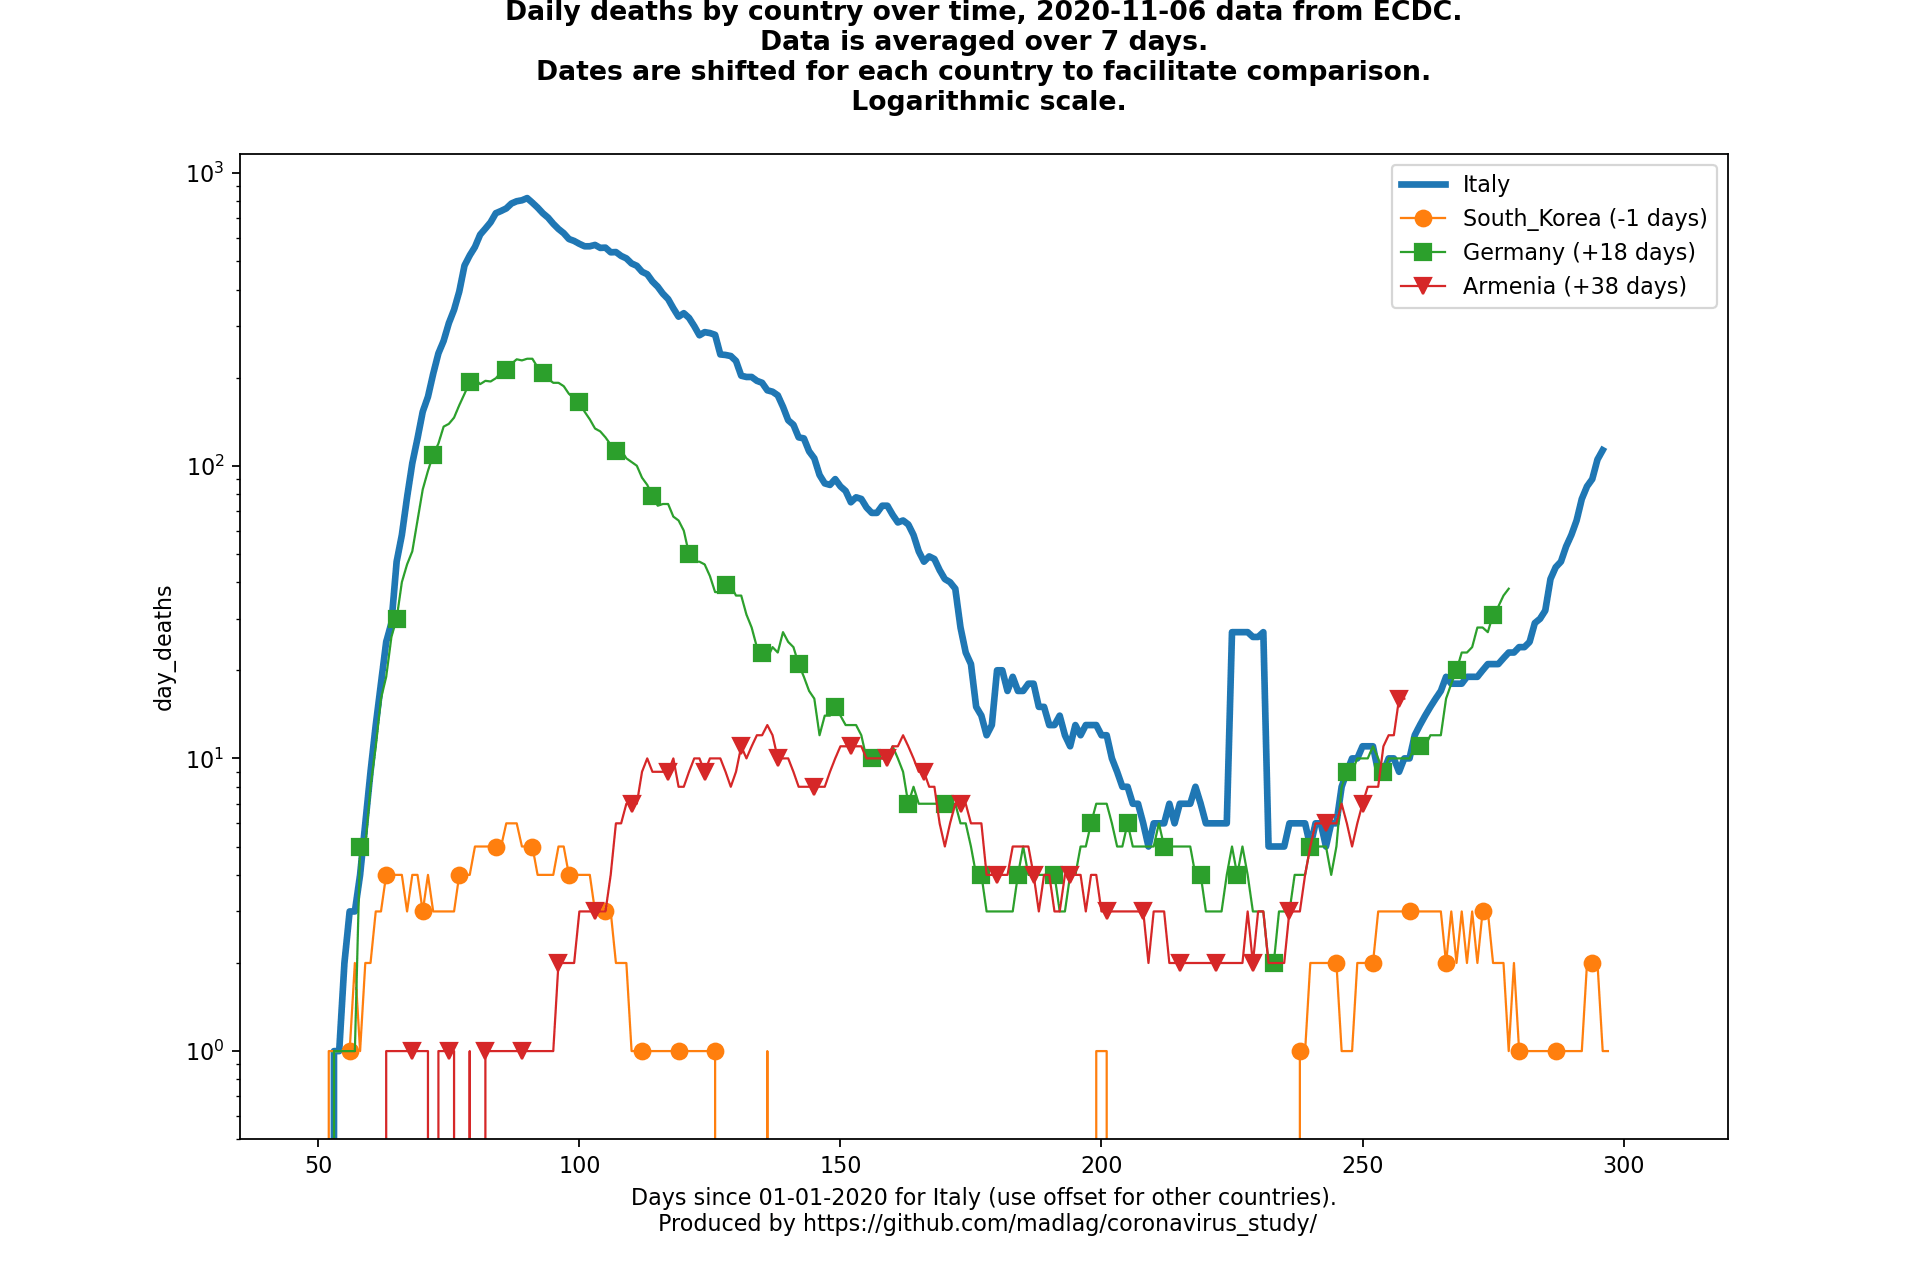 Daily deaths by country over time, 2020-11-06 data from ECDC.
Data is averaged over 7 days.
Dates are shifted for each country to facilitate comparison.
Logarithmic scale.
10³
10²
10¹
10⁰
day_deaths
Italy
South_Korea (-1 days)
Germany (+18 days)
Armenia (+38 days)
50 100 150 200 250 300
Days since 01-01-2020 for Italy (use offset for other countries).
Produced by https://github.com/madlag/coronavirus_study/